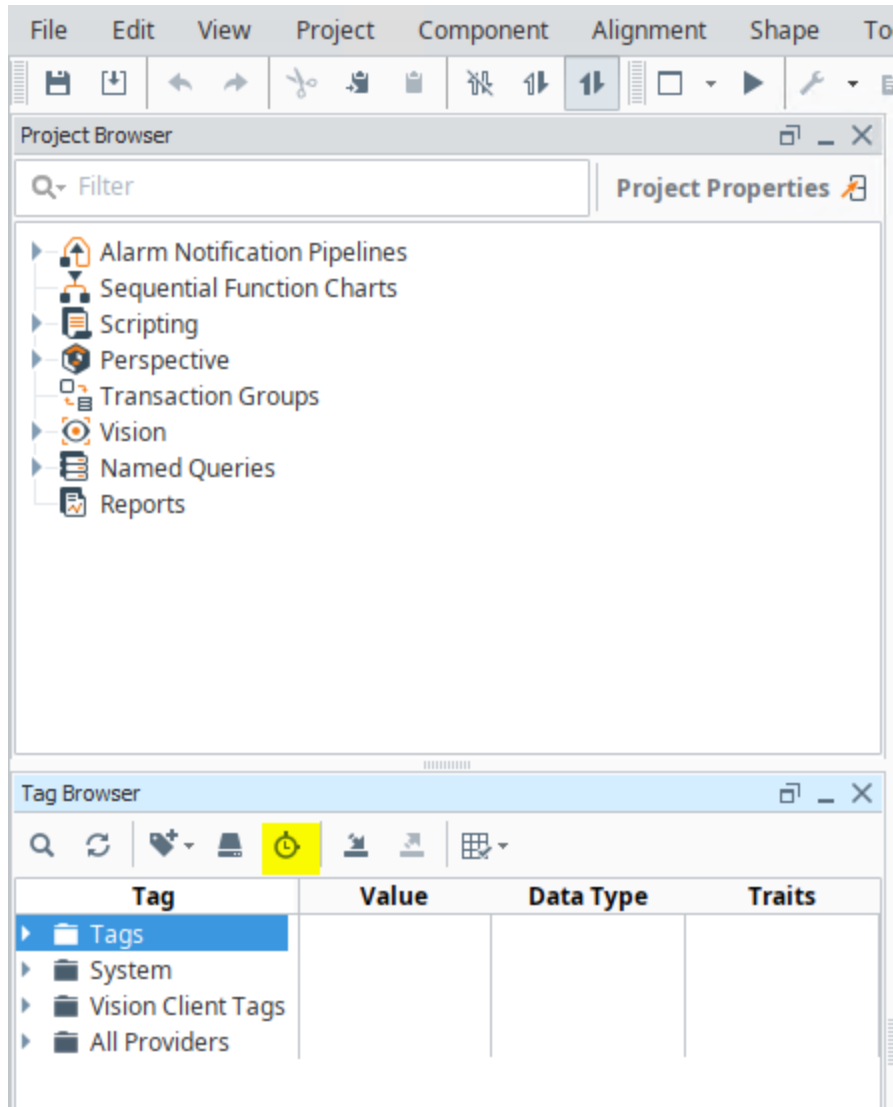 File Edit View Project Component Alignment Shape To
Project Browser
Filter Project Properties
Alarm Notification Pipelines
Sequential Function Charts
Scripting
Perspective
Transaction Groups
Vision
Named Queries
Reports
Tag Browser
Tag Value Data Type Traits
Tags
System
Vision Client Tags
All Providers